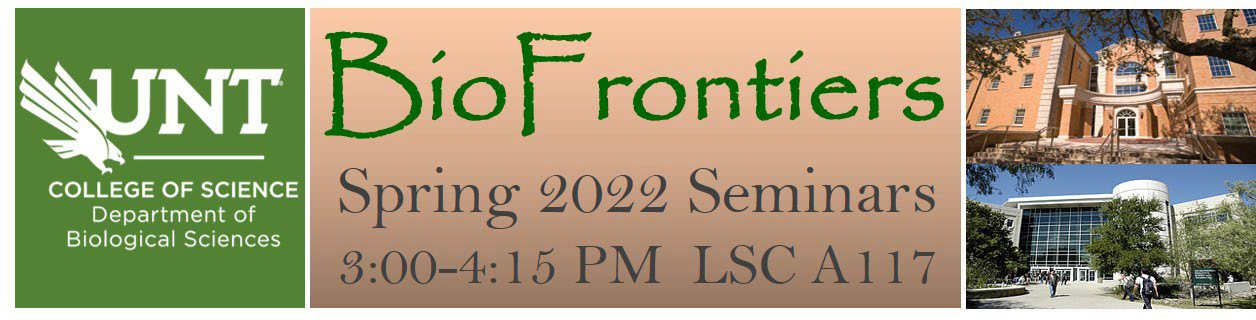 UNT
COLLEGE OF SCIENCE
Department of
Biological Sciences
BioFrontiers
Spring 2022 Seminars
3:00-4:15 PM LSC A117